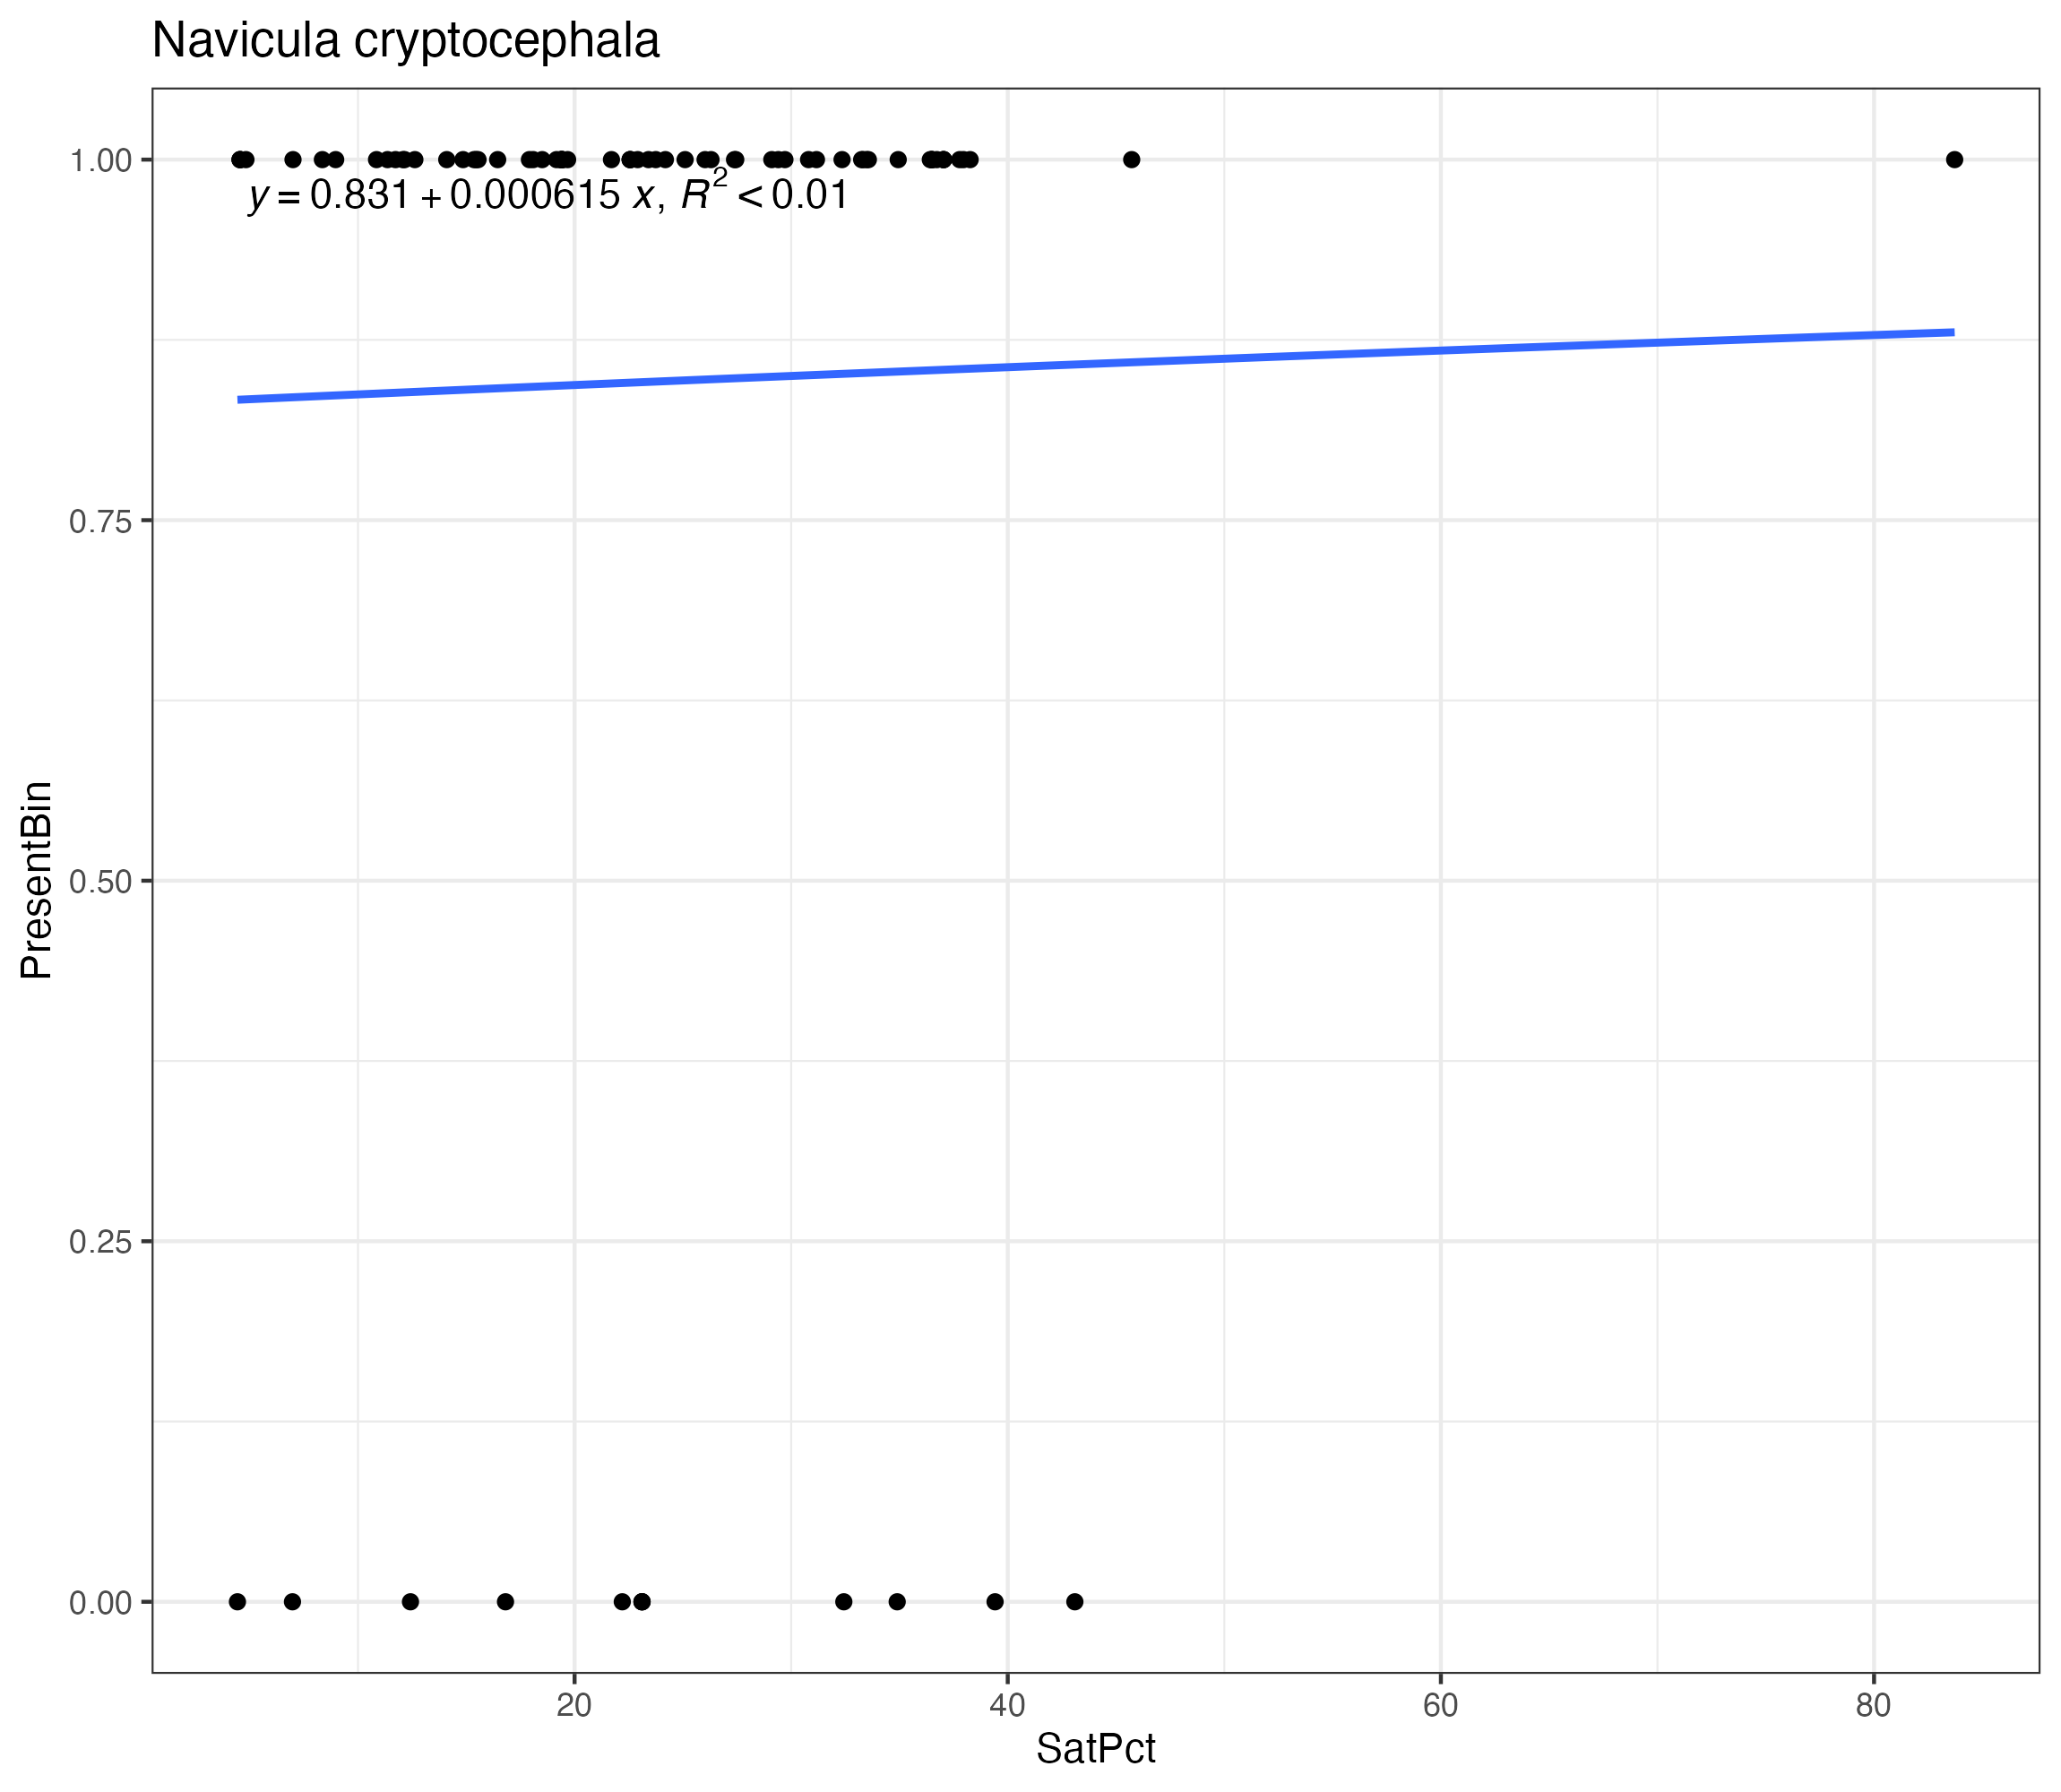 Navicula cryptocephala
1.00
y = 0.831 + 0.000615 x, R² < 0.01
0.75
PresentBin
0.50
0.25
0.00
20 40 60 80
SatPct